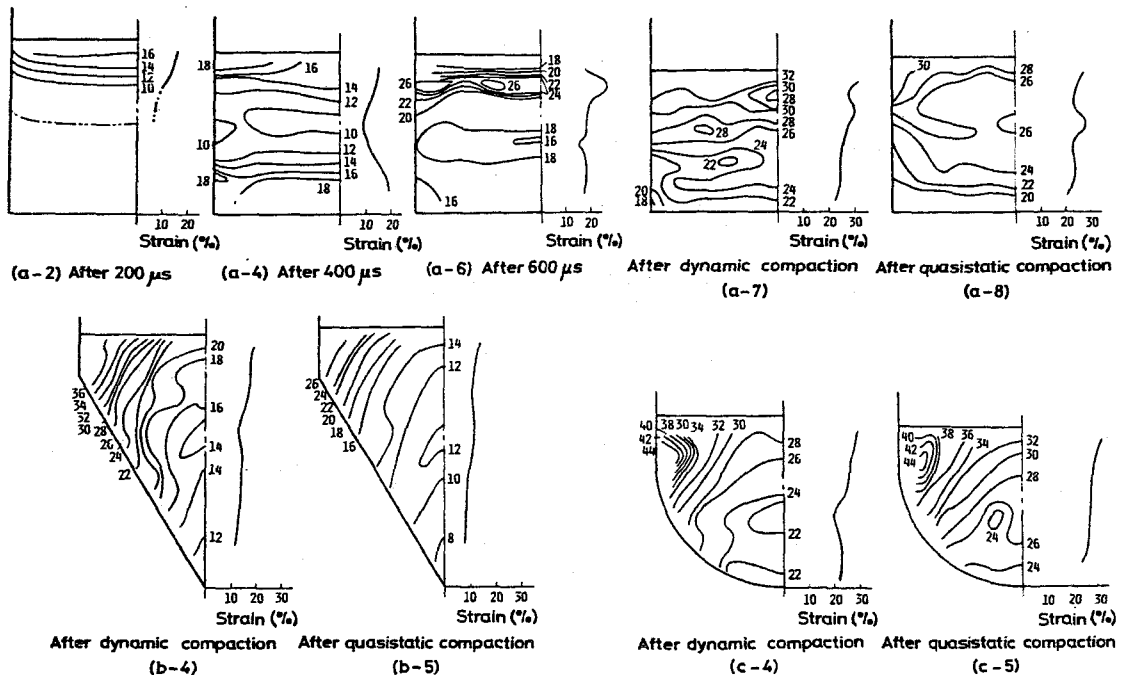 16
14
12
10
10 20
Strain (%)
(a-2) After 200 μs
18
16
14
12
10
10
12
14
16
18
18
10 20
Strain (%)
(a-4) After 400 μs
18
20
22
24
26
26
22
20
18
16
18
16
10 20
Strain (%)
(a-6) After 600 μs
32
30
28
30
28
26
28
24
22
20
18
24
22
10 20 30
Strain (%)
After dynamic compaction
(a-7)
30
28
26
26
24
22
20
10 20 30
Strain (%)
After quasistatic compaction
(a-8)
20
18
16
14
14
12
36
34
32
30
28
26
24
22
10 20 30
Strain (%)
After dynamic compaction
(b-4)
14
12
12
10
8
26
24
22
20
18
16
10 20 30
Strain (%)
After quasistatic compaction
(b-5)
40 38 30 34 32 30
42
44
28
26
24
22
22
10 20 30
Strain (%)
After dynamic compaction
(c-4)
40 38 36 34
42
44
32
30
28
24
26
24
10 20 30
Strain (%)
After quasistatic compaction
(c-5)